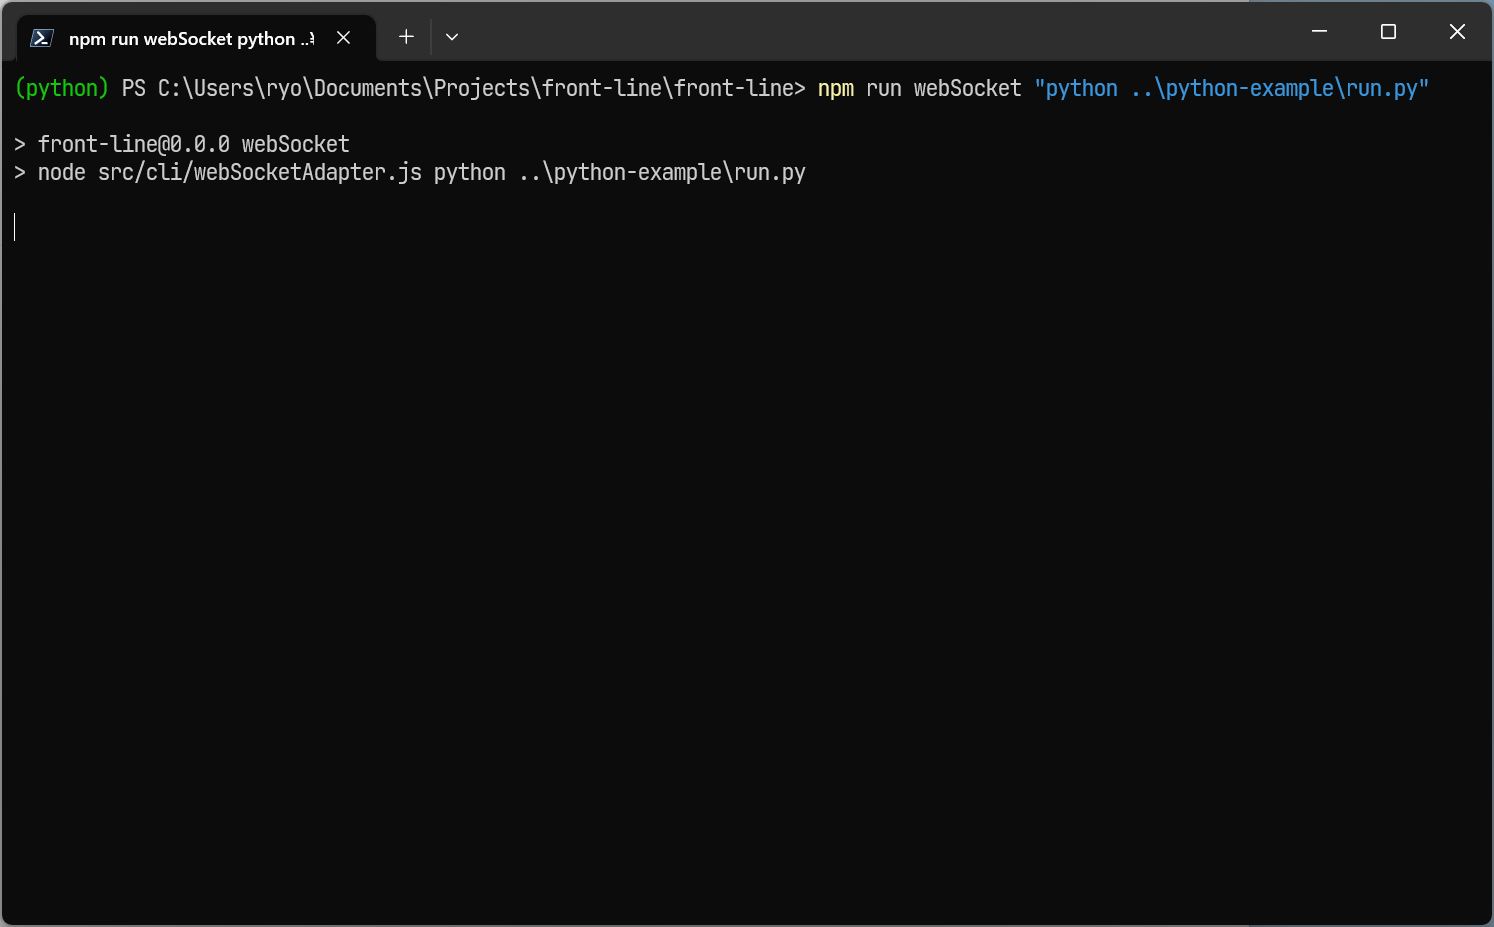 npm run webSocket python ..¥
(python) PS C:\Users\ryo\Documents\Projects\front-line\front-line> npm run webSocket "python ..\python-example\run.py"
> front-line@0.0.0 webSocket
> node src/cli/webSocketAdapter.js python ..\python-example\run.py